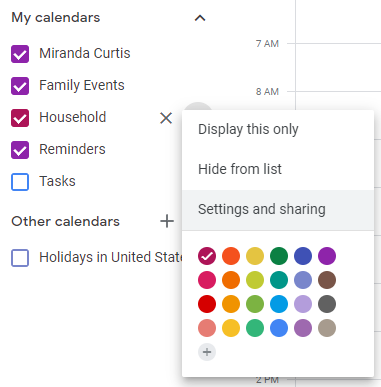 My calendars
7 AM
Miranda Curtis
Family Events
8 AM
Household
Display this only
Reminders
Hide from list
Tasks
Settings and sharing
Other calendars
Holidays in United State
2 PM